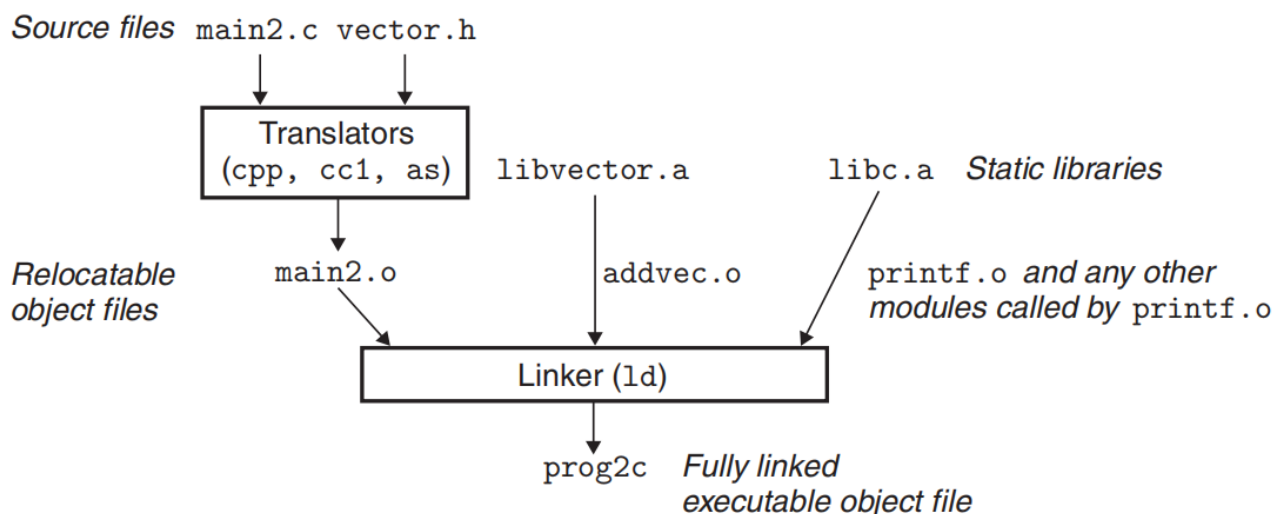 Source files main2.c vector.h
Translators
(cpp, cc1, as)
libvector.a
libc.a Static libraries
Relocatable
object files
main2.o
addvec.o
printf.o and any other
modules called by printf.o
Linker (ld)
prog2c
Fully linked
executable object file